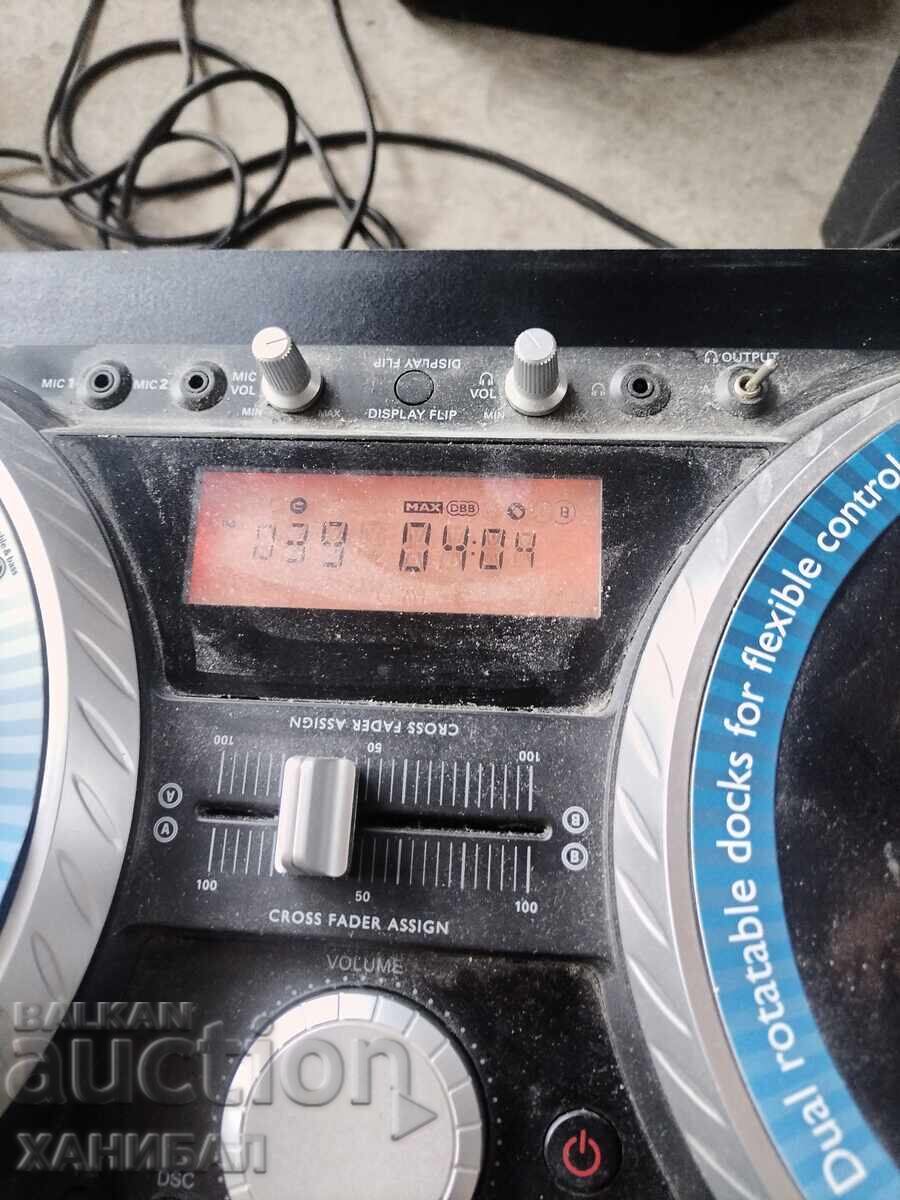 DISPLAY FLIP
MIC 1
MIC 2
MIC
VOL
MIN
MAX
DISPLAY FLIP
VOL
MIN
MAX
OUTPUT
A
MAX
DBB
B
039
04:04
CROSS FADER ASSIGN
100
50
100
A
B
A
B
100
50
100
CROSS FADER ASSIGN
VOLUME
DSC
& bass
Dual rotatable docks for flexible control
BALKAN
auction
ХАНИБАЛ